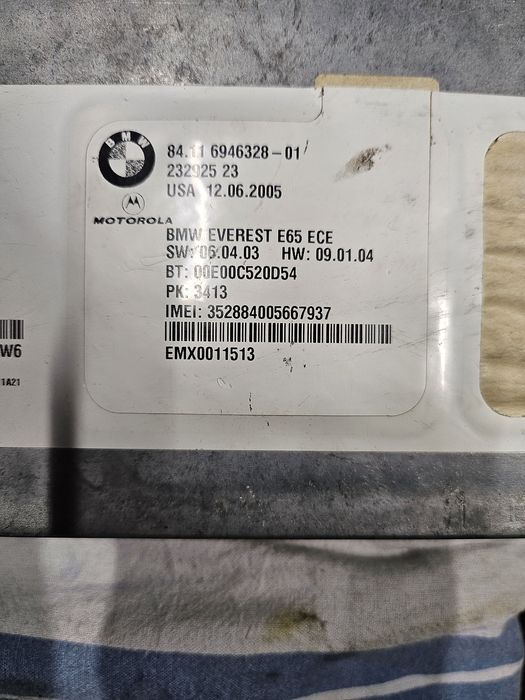 BMW
84.11 6946328-01
232925 23
USA 12.06.2005
MOTOROLA
BMW EVEREST E65 ECE
SW: 06.04.03 HW: 09.01.04
BT: 00E00C520D54
PK: 3413
IMEI: 352884005667937
EMX0011513
W6
1A21